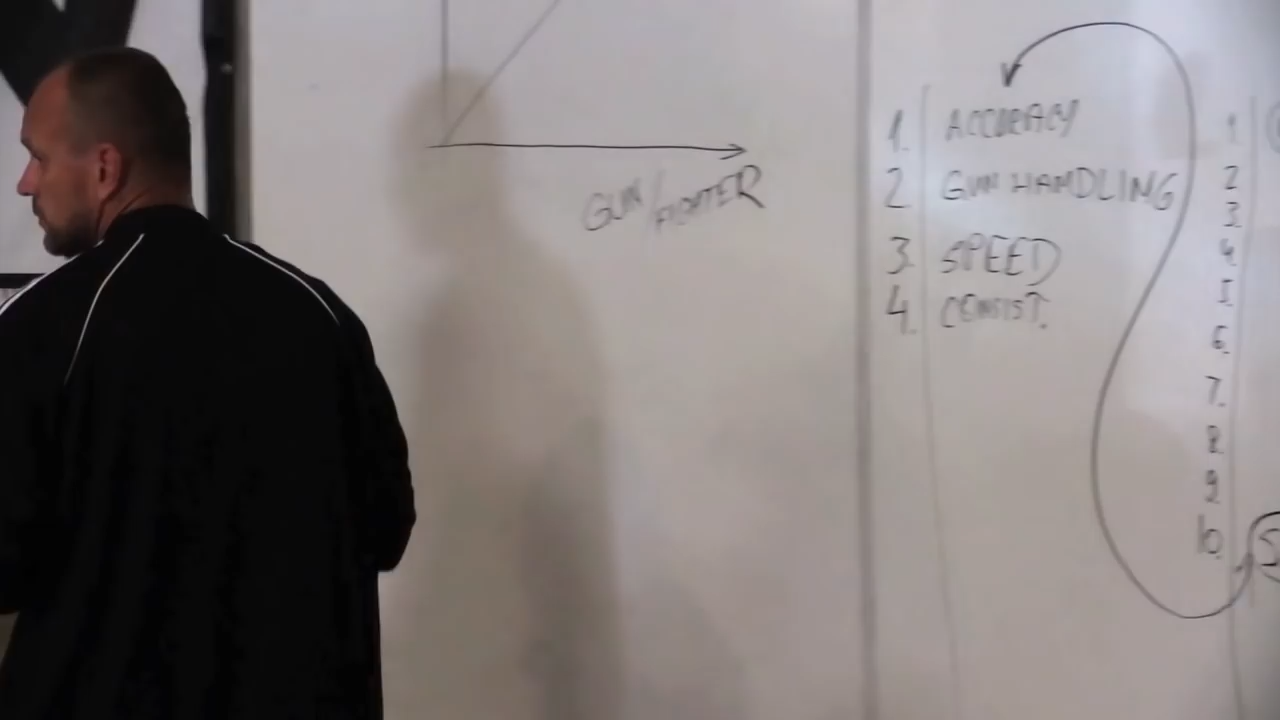 GUN/FIGHTER
1. ACCURACY
2 GUN HANDLING
3. SPEED
4. CONSIST.
1
2
3.
4.
5.
6.
7.
8.
9.
10.
S